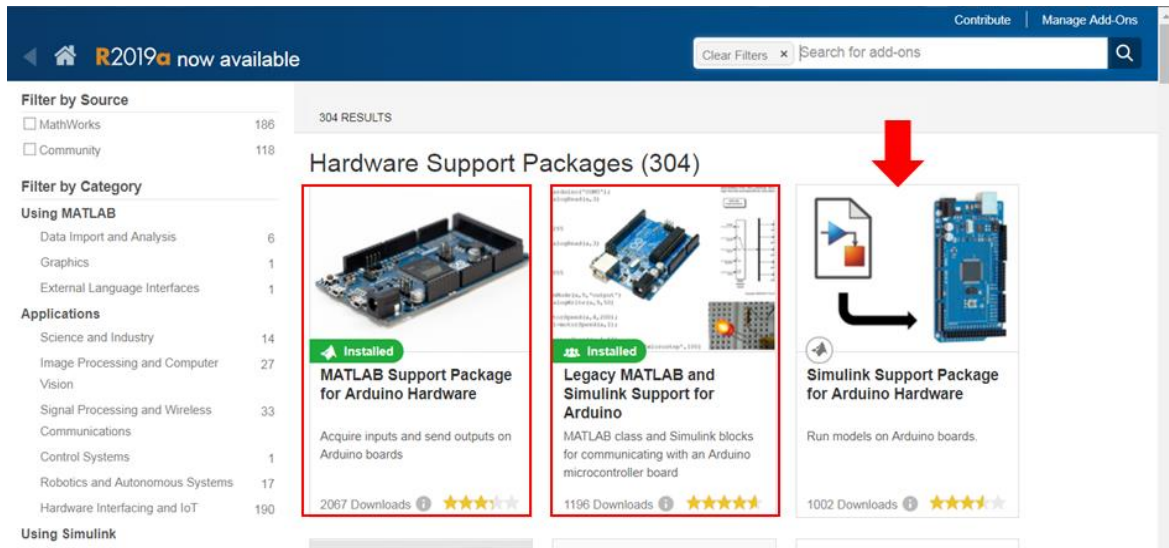 Contribute
Manage Add-Ons
R2019a now available
Clear Filters × Search for add-ons
Filter by Source
MathWorks 186
Community 118
Filter by Category
Using MATLAB
Data Import and Analysis 6
Graphics 1
External Language Interfaces 1
Applications
Science and Industry 14
Image Processing and Computer
Vision 27
Signal Processing and Wireless
Communications 33
Control Systems 1
Robotics and Autonomous Systems 17
Hardware Interfacing and IoT 190
Using Simulink
304 RESULTS
Hardware Support Packages (304)
Installed
MATLAB Support Package
for Arduino Hardware
Acquire inputs and send outputs on
Arduino boards
2067 Downloads
Installed
Legacy MATLAB and
Simulink Support for
Arduino
MATLAB class and Simulink blocks
for communicating with an Arduino
microcontroller board
1196 Downloads
Simulink Support Package
for Arduino Hardware
Run models on Arduino boards.
1002 Downloads